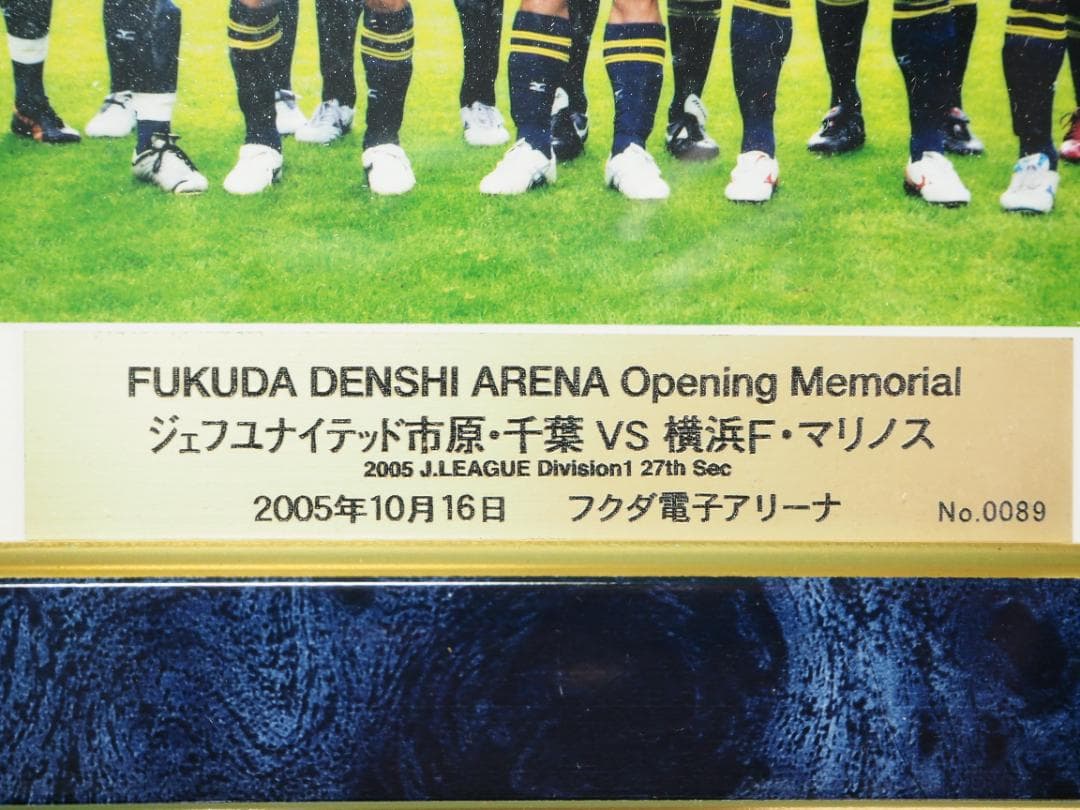 FUKUDA DENSHI ARENA Opening Memorial
ジェフユナイテッド市原・千葉 VS 横浜F・マリノス
2005 J.LEAGUE Division1 27th Sec
2005年10月16日 フクダ電子アリーナ No.0089